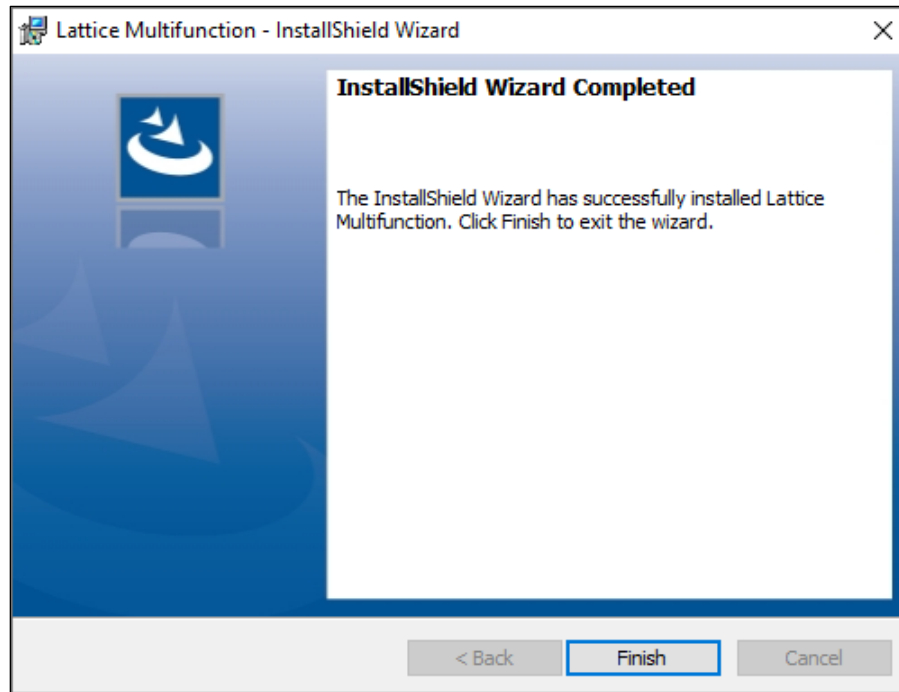 Lattice Multifunction - InstallShield Wizard
InstallShield Wizard Completed
The InstallShield Wizard has successfully installed Lattice
Multifunction. Click Finish to exit the wizard.
< Back
Finish
Cancel